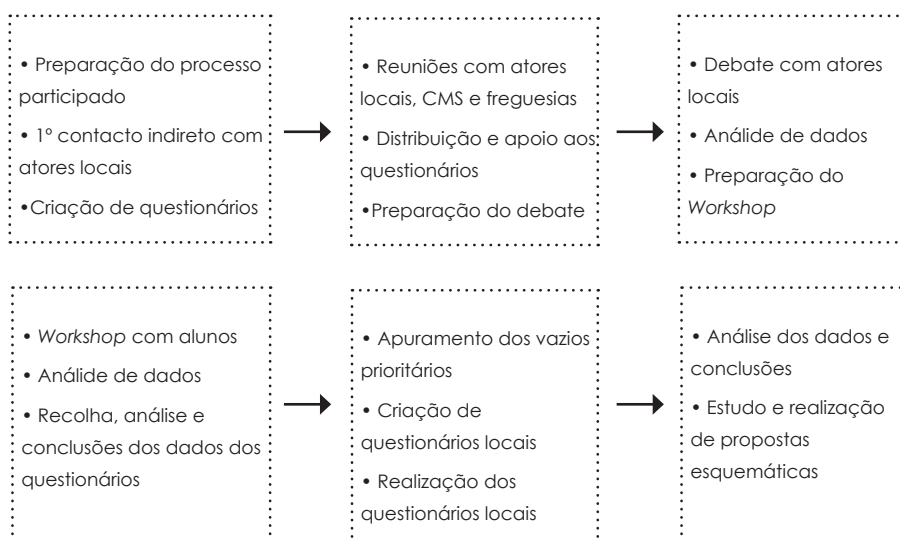 • Preparação do processo
participado
• 1º contacto indireto com
atores locais
•Criação de questionários
• Reuniões com atores
locais, CMS e freguesias
• Distribuição e apoio aos
questionários
•Preparação do debate
• Debate com atores
locais
• Análide de dados
• Preparação do
Workshop
• Workshop com alunos
• Análide de dados
• Recolha, análise e
conclusões dos dados dos
questionários
• Apuramento dos vazios
prioritários
• Criação de
questionários locais
• Realização dos
questionários locais
• Análise dos dados e
conclusões
• Estudo e realização
de propostas
esquemáticas